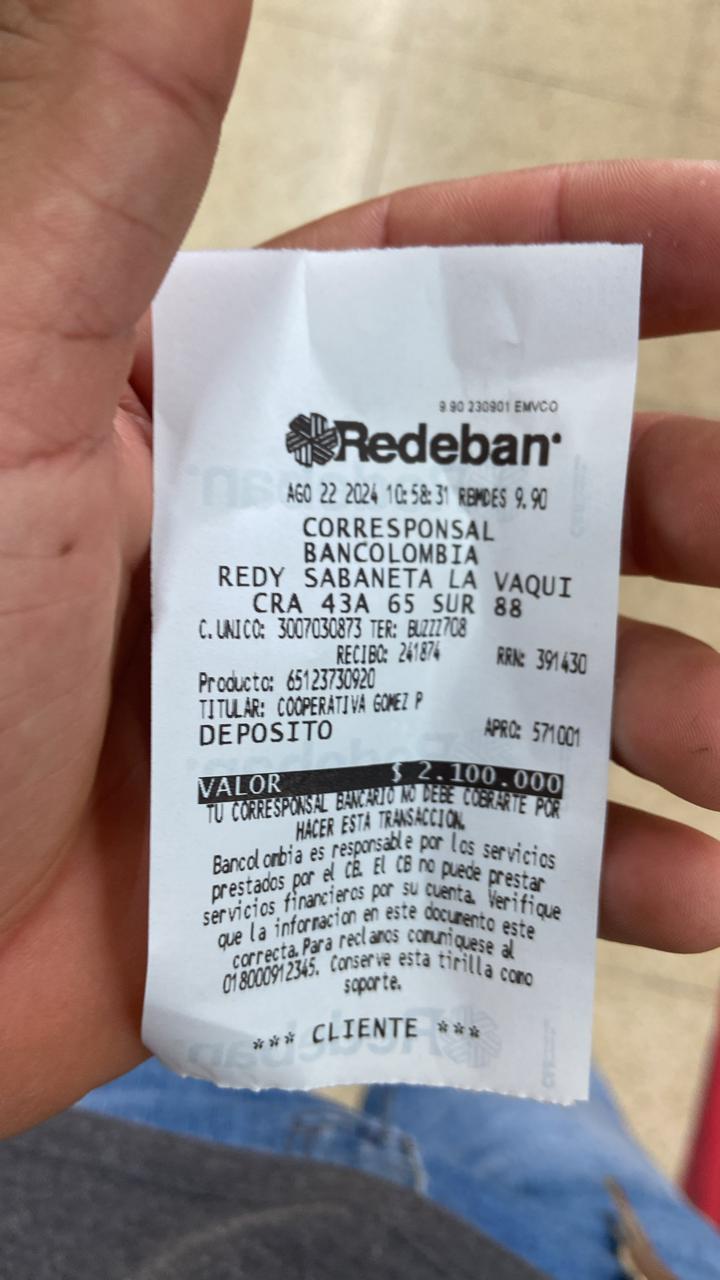 9.90 230901 EMVCO
Redeban
AGO 22 2024 10:58:31 RBMDES 9.90
CORRESPONSAL
BANCOLOMBIA
REDY SABANETA LA VAQUI
CRA 43A 65 SUR 88
C. UNICO: 3007030873 TER: BUZZZ708
RECIBO: 241874 RRN: 391430
Producto: 65123730920
TITULAR: COOPERATIVA GOMEZ P
DEPOSITO APRO: 571001
VALOR $ 2.100.000
TU CORRESPONSAL BANCARIO NO DEBE COBRARTE POR
HACER ESTA TRANSACCION.
Bancolombia es responsable por los servicios
prestados por el CB. El CB no puede prestar
servicios financieros por su cuenta. Verifique
que la informacion en este documento este
correcta. Para reclamos comuniquese al
018000912345. Conserve esta tirilla como
soporte.
*** CLIENTE ***